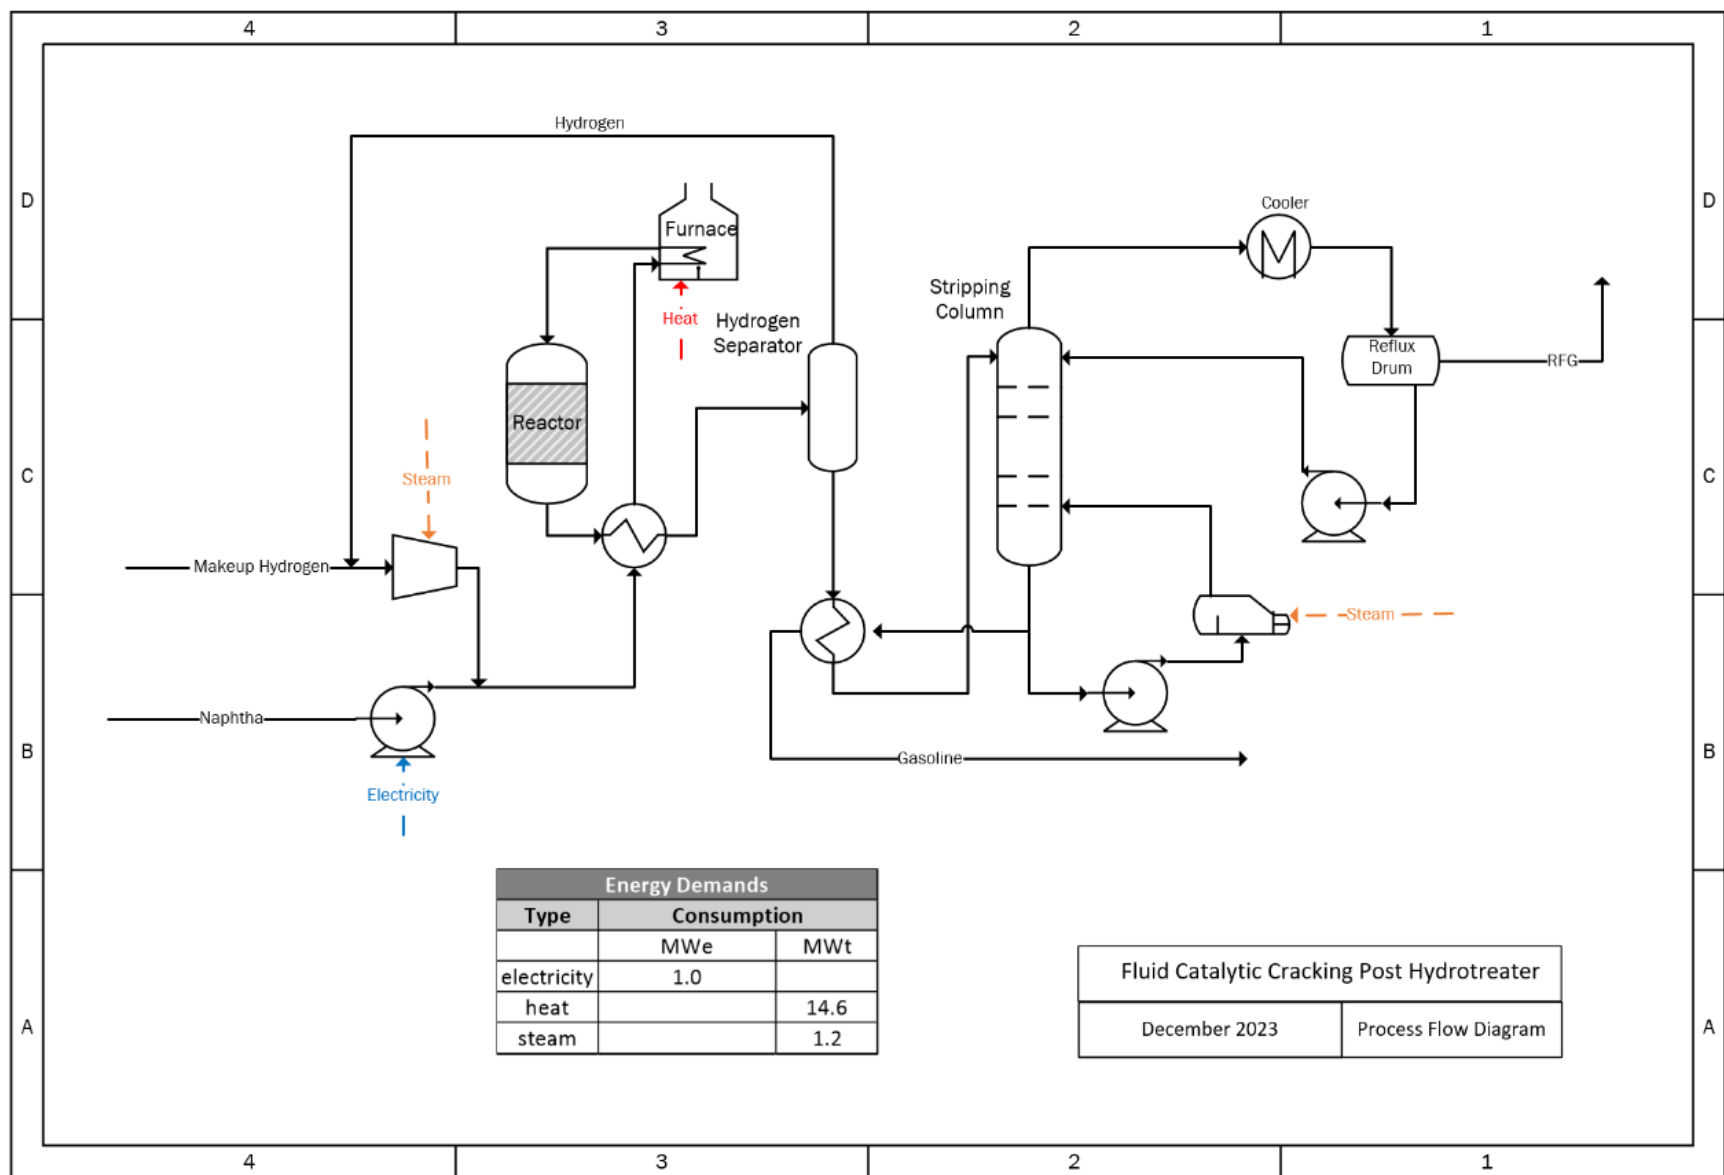 4 3 2 1
Hydrogen
D D
Furnace
Cooler
Stripping
Column
Heat
Hydrogen
Separator
Reflux
Drum
RFG
Reactor
C C
Steam
Makeup Hydrogen
Steam
Naphtha
B B
Gasoline
Electricity
Energy Demands
Type Consumption
MWe MWt
electricity 1.0
heat 14.6
steam 1.2
Fluid Catalytic Cracking Post Hydrotreater
December 2023 Process Flow Diagram
A A
4 3 2 1